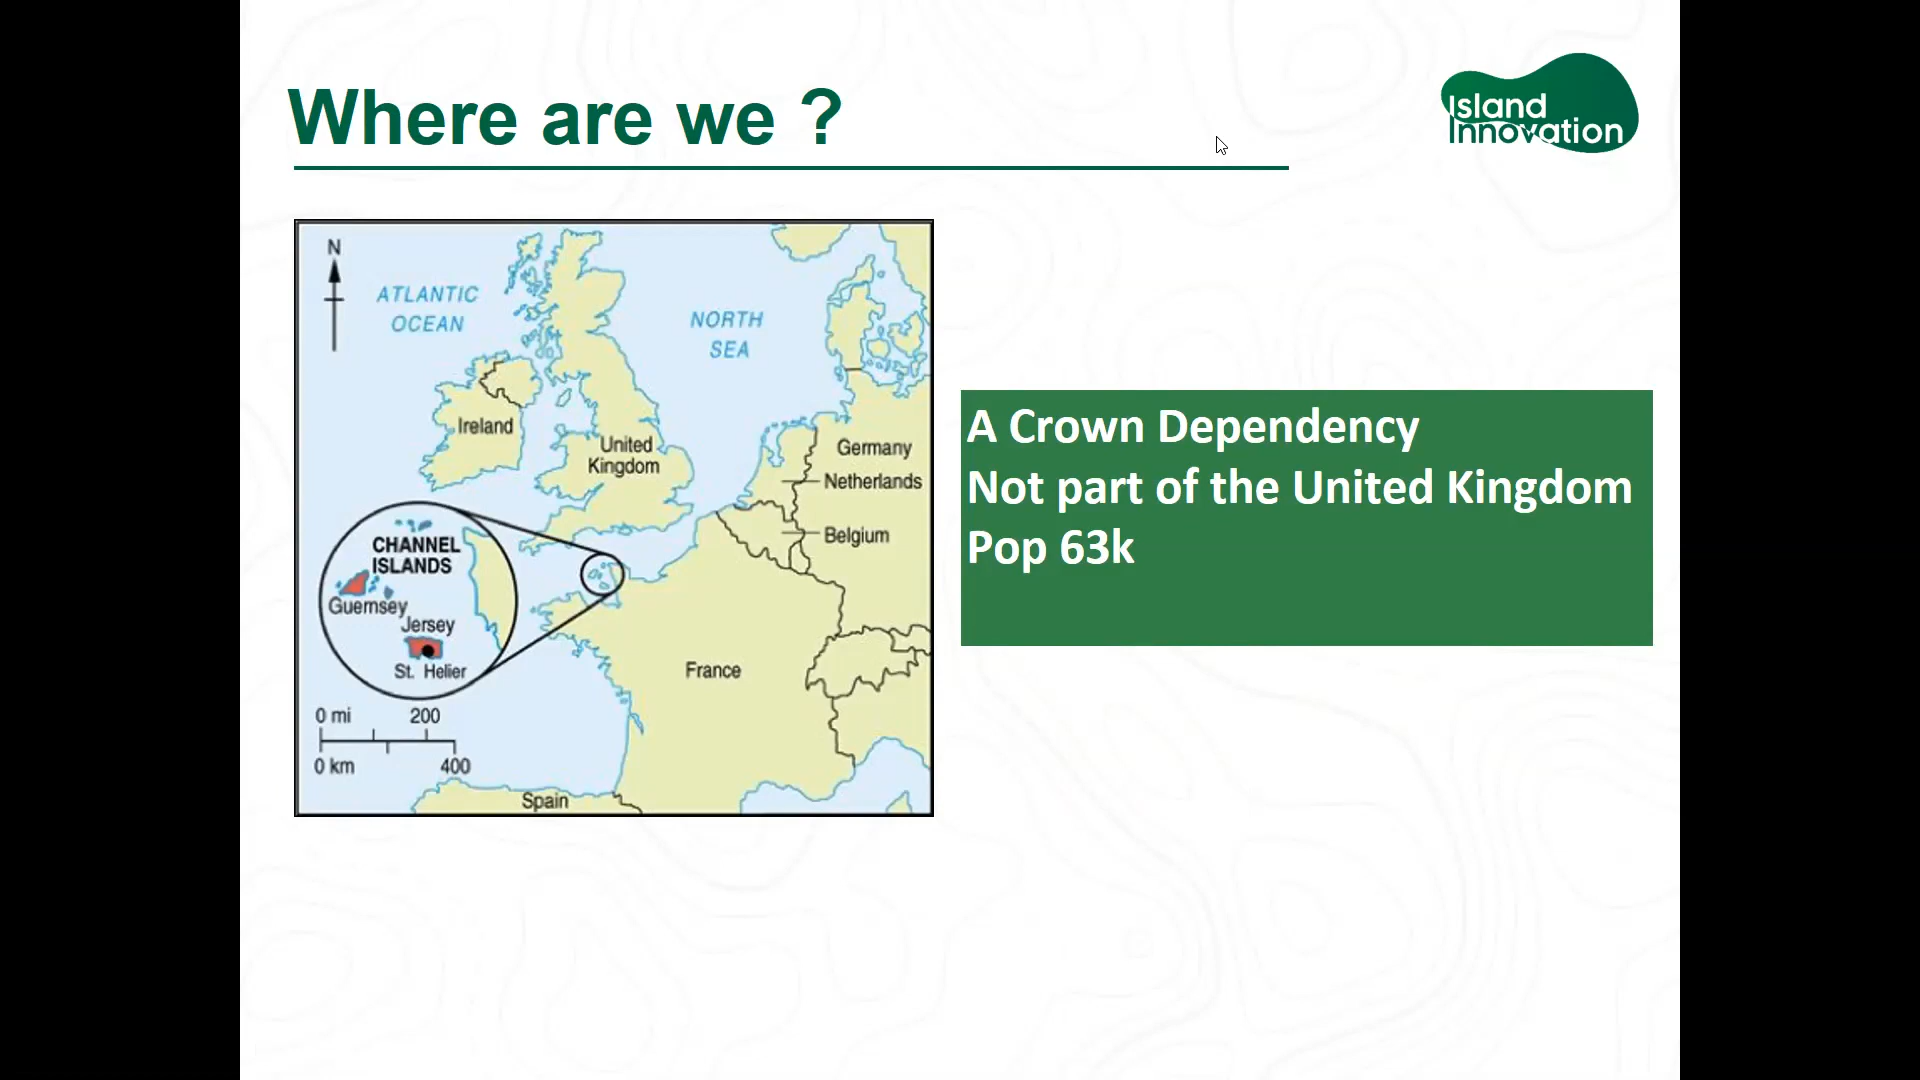 Where are we ?
Island
Innovation
N
ATLANTIC
OCEAN
NORTH
SEA
Ireland
United
Kingdom
Germany
Netherlands
Belgium
CHANNEL
ISLANDS
Guernsey
Jersey
St. Helier
France
0 mi 200
0 km 400
Spain
A Crown Dependency
Not part of the United Kingdom
Pop 63k